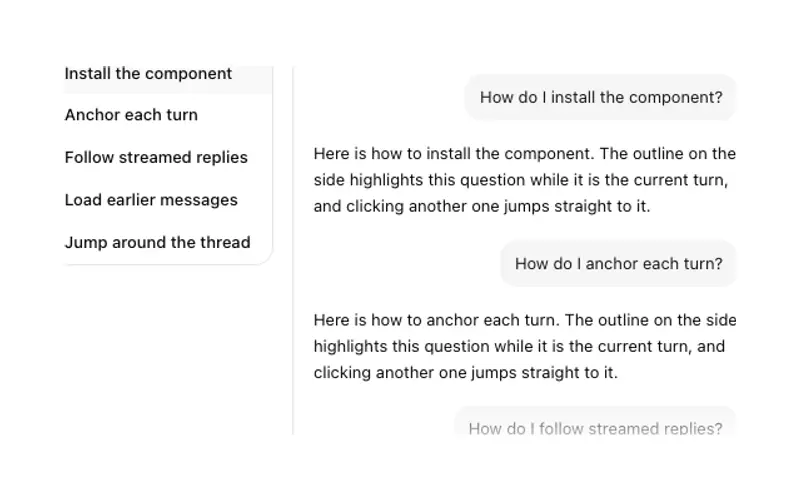 Install the component
Anchor each turn
Follow streamed replies
Load earlier messages
Jump around the thread
How do I install the component?
Here is how to install the component. The outline on the
side highlights this question while it is the current turn,
and clicking another one jumps straight to it.
How do I anchor each turn?
Here is how to anchor each turn. The outline on the side
highlights this question while it is the current turn, and
clicking another one jumps straight to it.
How do I follow streamed replies?